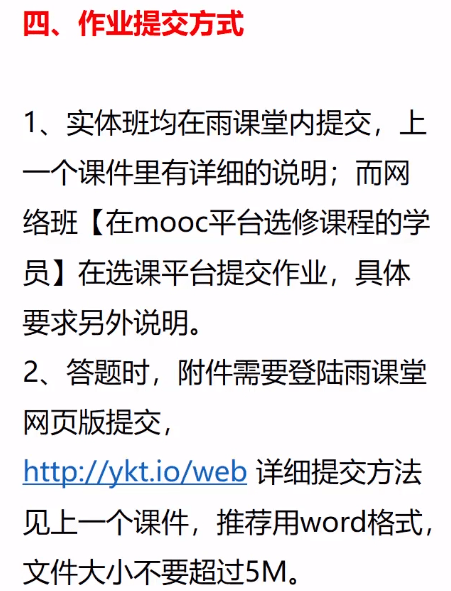 四、作业提交方式
1、实体班均在雨课堂内提交，上
一个课件里有详细的说明；而网
络班【在mooc平台选修课程的学
员】在选课平台提交作业，具体
要求另外说明。
2、答题时，附件需要登陆雨课堂
网页版提交，
http://ykt.io/web 详细提交方法
见上一个课件，推荐用word格式，
文件大小不要超过5M。